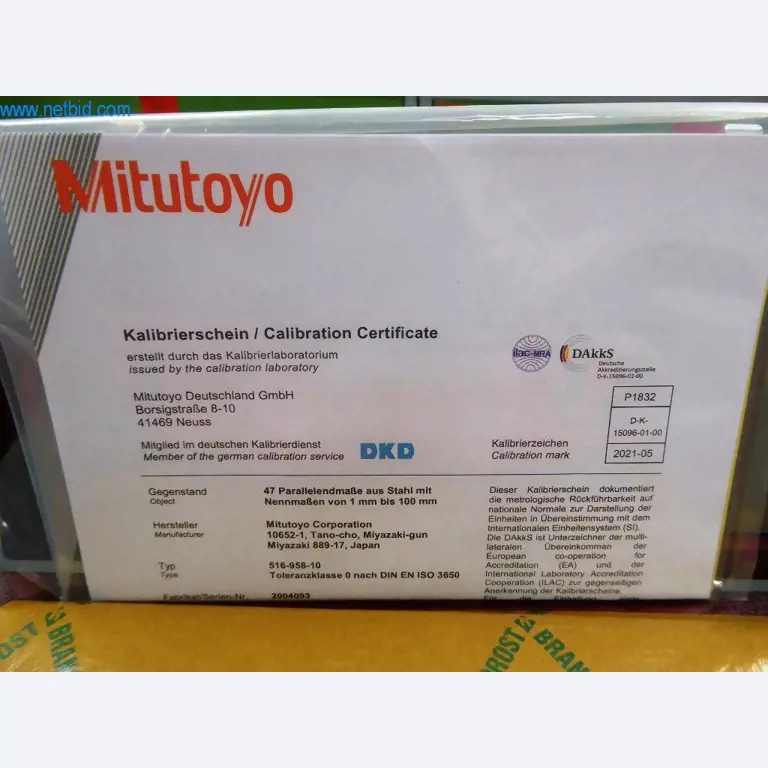 www.netbid.com
Mitutoyo
Kalibrierschein / Calibration Certificate
erstellt durch das Kalibrierlaboratorium
issued by the calibration laboratory
ilac-MRA
DAkkS
Deutsche
Akkreditierungsstelle
D-K-15096-01-00
Mitutoyo Deutschland GmbH
Borsigstraße 8-10
41469 Neuss
P1832
D-K-
15096-01-00
2021-05
Mitglied im deutschen Kalibrierdienst
Member of the german calibration service
DKD
Kalibrierzeichen
Calibration mark
Gegenstand
Object
47 Parallelendmaße aus Stahl mit
Nennmaßen von 1 mm bis 100 mm
Hersteller
Manufacturer
Mitutoyo Corporation
10652-1, Tano-cho, Miyazaki-gun
Miyazaki 889-17, Japan
Typ
Type
516-958-10
Toleranzklasse 0 nach DIN EN ISO 3650
Fabrikat/Serien-Nr.
2004093
Dieser Kalibrierschein dokumentiert
die metrologische Rückführbarkeit auf
nationale Normale zur Darstellung der
Einheiten in Übereinstimmung mit dem
Internationalen Einheitensystem (SI).
Die DAkkS ist Unterzeichner der multi-
lateralen Übereinkommen der
European co-operation for
Accreditation (EA) und der
International Laboratory Accreditation
Cooperation (ILAC) zur gegenseitigen
Anerkennung der Kalibrierscheine.
Für die Einhaltung einer